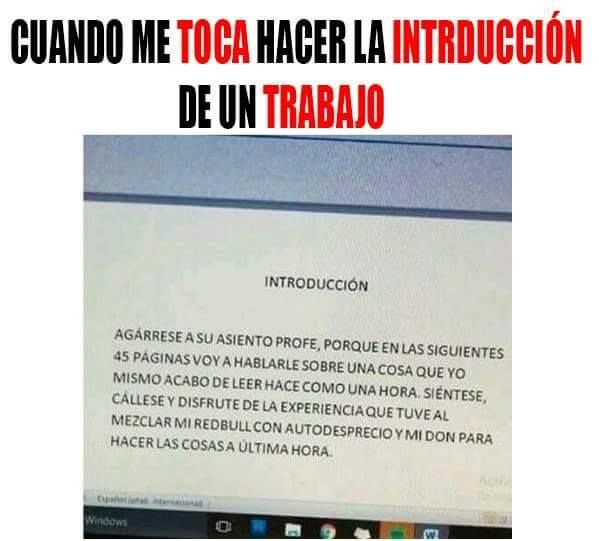 CUANDO ME TOCA HACER LA INTRDUCCIÓN
DE UN TRABAJO
INTRODUCCIÓN
AGÁRRESE A SU ASIENTO PROFE, PORQUE EN LAS SIGUIENTES
45 PÁGINAS VOY A HABLARLE SOBRE UNA COSA QUE YO
MISMO ACABO DE LEER HACE COMO UNA HORA. SIÉNTESE,
CÁLLESE Y DISFRUTE DE LA EXPERIENCIA QUE TUVE AL
MEZCLAR MI REDBULL CON AUTODESPRECIO Y MI DON PARA
HACER LAS COSAS A ÚLTIMA HORA.
Español (alfab. internacional)
Windows